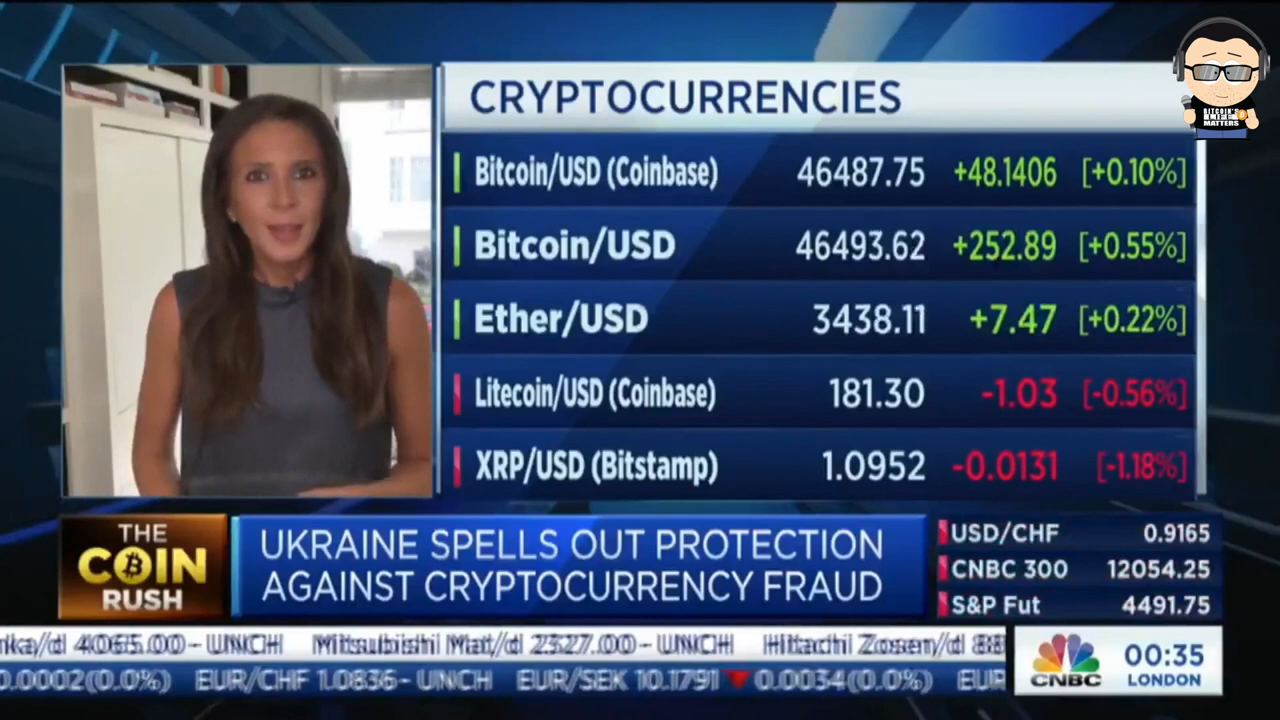 CRYPTOCURRENCIES
Bitcoin/USD (Coinbase) 46487.75 +48.1406 [+0.10%]
Bitcoin/USD 46493.62 +252.89 [+0.55%]
Ether/USD 3438.11 +7.47 [+0.22%]
Litecoin/USD (Coinbase) 181.30 -1.03 [-0.56%]
XRP/USD (Bitstamp) 1.0952 -0.0131 [-1.18%]
BITCOIN'S
LIFE
MATTERS
THE
COIN
RUSH
UKRAINE SPELLS OUT PROTECTION
AGAINST CRYPTOCURRENCY FRAUD
USD/CHF 0.9165
CNBC 300 12054.25
S&P Fut 4491.75
nka/d 4065.00 - UNCH Mitsubishi Mat/d 2327.00 - UNCH Hitachi Zosen/d
0.0002(0.0%) EUR/CHF 1.0836 - UNCH EUR/SEK 10.1791 ▼ 0.0034(0.0%) EUR
CNBC
00:35
LONDON